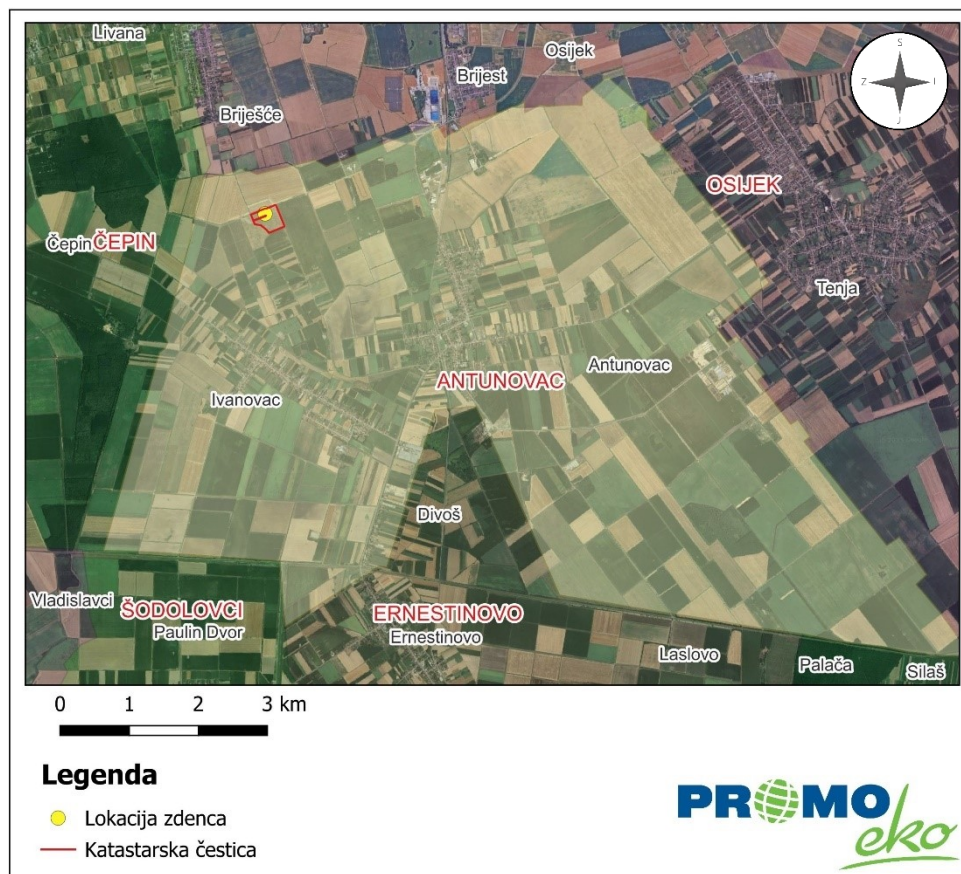 Livana
Osijek
Brijest
Briješće
S
Z
I
J
OSIJEK
Čepin
ČEPIN
Tenja
Antunovac
ANTUNOVAC
Ivanovac
Divoš
Vladislavci
ŠODOLOVCI
Paulin Dvor
ERNESTINOVO
Ernestinovo
Laslovo
Palača
Silaš
0 1 2 3 km
Legenda
Lokacija zdenca
Katastarska čestica
PROMO
eko